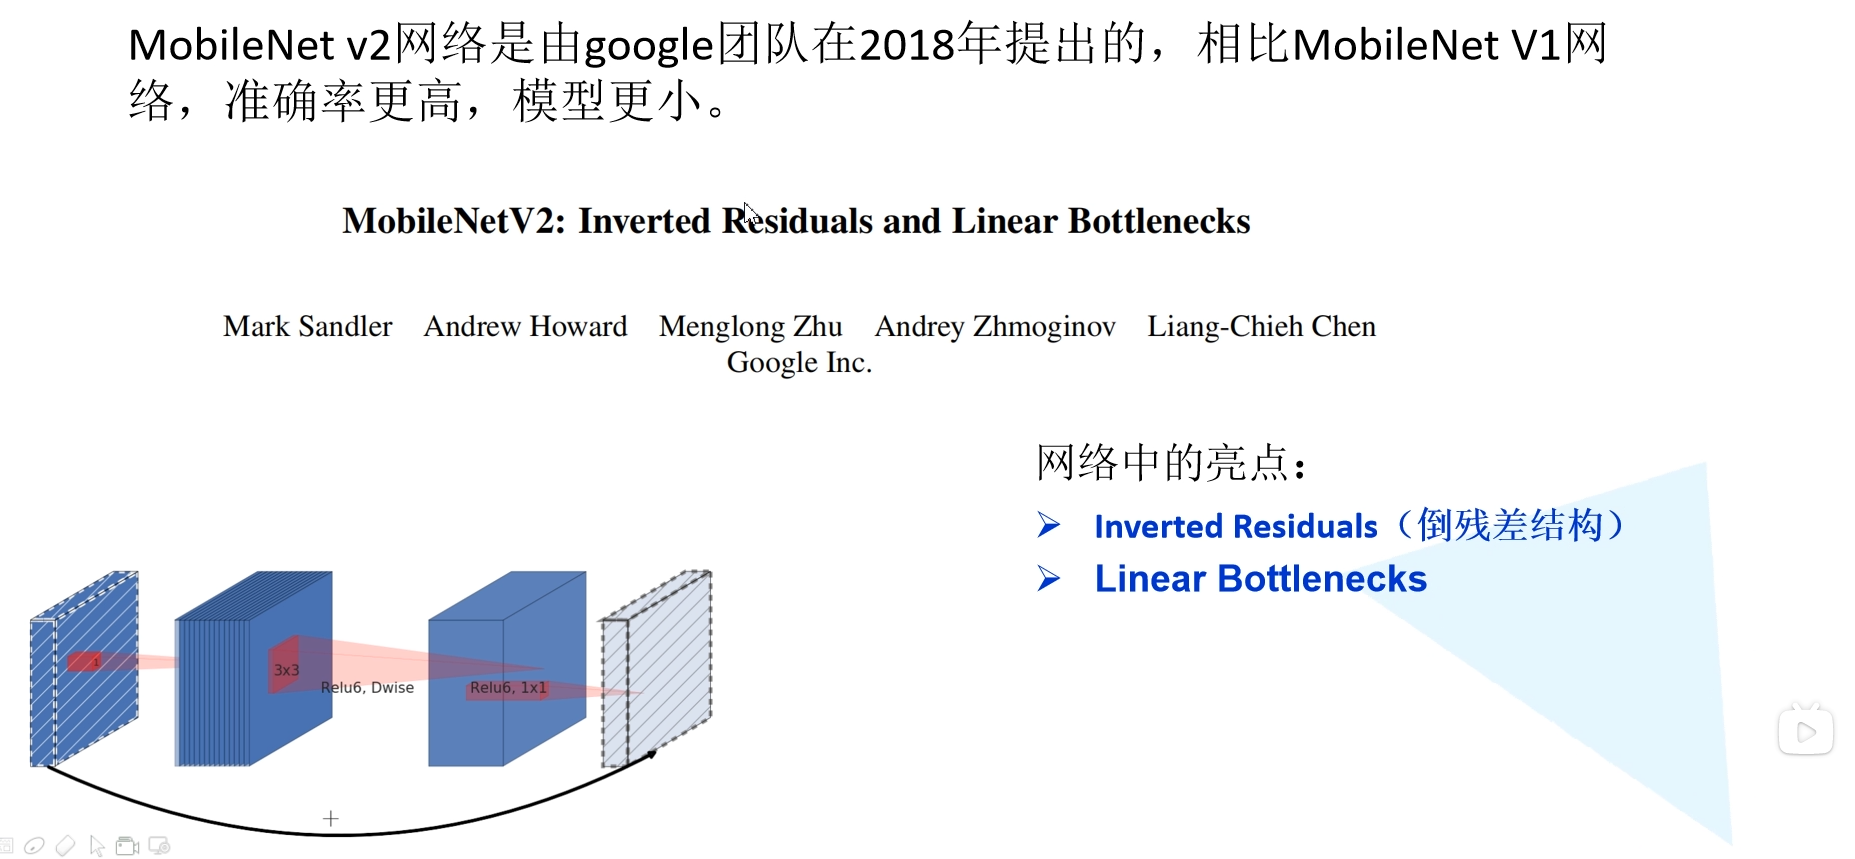 MobileNet v2网络是由google团队在2018年提出的，相比MobileNet V1网
络，准确率更高，模型更小。
MobileNetV2: Inverted Residuals and Linear Bottlenecks
Mark Sandler Andrew Howard Menglong Zhu Andrey Zhmoginov Liang-Chieh Chen
Google Inc.
网络中的亮点：
Inverted Residuals（倒残差结构）
Linear Bottlenecks
1
3x3
Relu6, Dwise
Relu6, 1x1
+